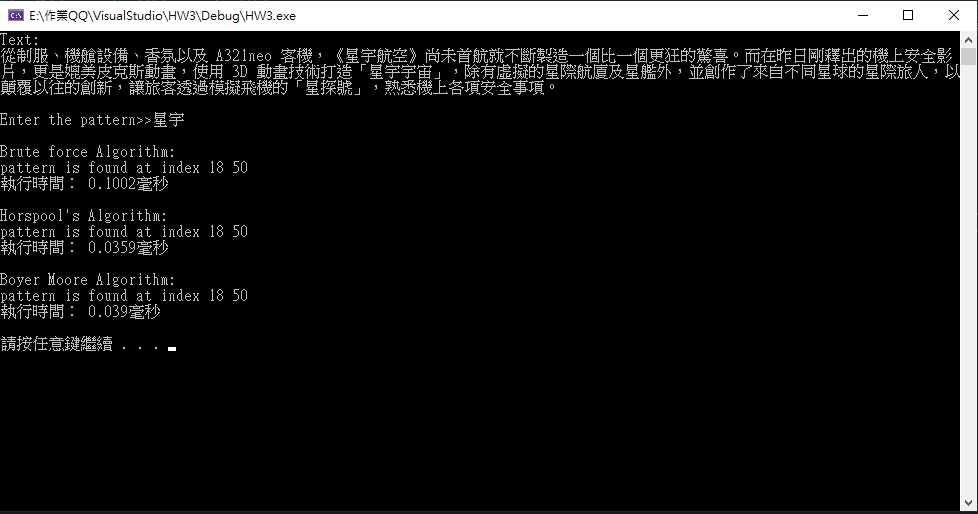 E:\作業QQ\VisualStudio\HW3\Debug\HW3.exe
Text:
從制服、機艙設備、香氛以及 A321neo 客機，《星宇航空》尚未首航就不斷製造一個比一個更狂的驚喜。而在昨日剛釋出的機上安全影
片，更是媲美皮克斯動畫，使用 3D 動畫技術打造「星宇宇宙」，除有虛擬的星際航廈及星艦外，並創作了來自不同星球的星際旅人，以
顛覆以往的創新，讓旅客透過模擬飛機的「星探號」，熟悉機上各項安全事項。
Enter the pattern>>星宇
Brute force Algorithm:
pattern is found at index 18 50
執行時間： 0.1002毫秒
Horspool's Algorithm:
pattern is found at index 18 50
執行時間： 0.0359毫秒
Boyer Moore Algorithm:
pattern is found at index 18 50
執行時間： 0.039毫秒
請按任意鍵繼續 . . .